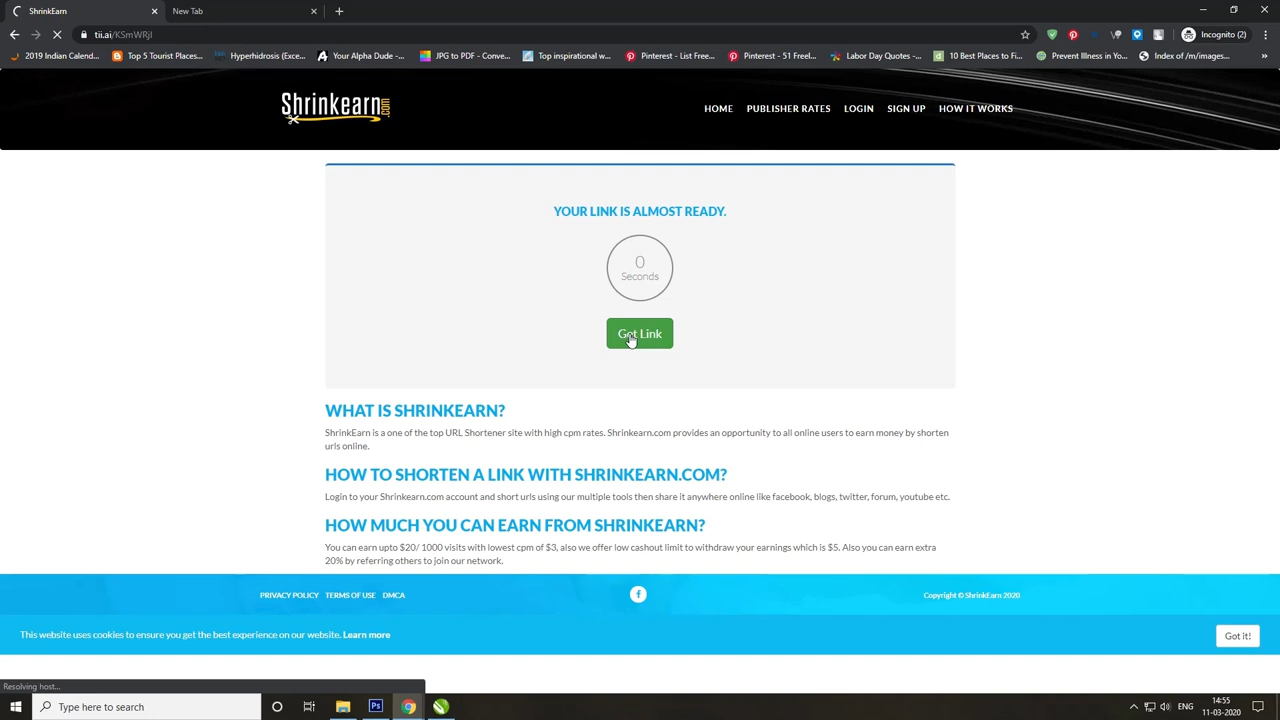 ShrinkEarn
New Tab
tii.ai/KSmWRjI
Incognito (2)
2019 Indian Calend...
Top 5 Tourist Places...
Hyperhidrosis (Exce...
Your Alpha Dude -...
JPG to PDF - Conve...
Top inspirational w...
Pinterest - List Free...
Pinterest - 51 Freel...
Labor Day Quotes -...
10 Best Places to Fi...
Prevent Illness in Yo...
Index of /m/images...
Shrinkearn.com
HOME
PUBLISHER RATES
LOGIN
SIGN UP
HOW IT WORKS
YOUR LINK IS ALMOST READY.
0
Seconds
Get Link
WHAT IS SHRINKEARN?
ShrinkEarn is a one of the top URL Shortener site with high cpm rates. Shrinkearn.com provides an opportunity to all online users to earn money by shorten
urls online.
HOW TO SHORTEN A LINK WITH SHRINKEARN.COM?
Login to your Shrinkearn.com account and short urls using our multiple tools then share it anywhere online like facebook, blogs, twitter, forum, youtube etc.
HOW MUCH YOU CAN EARN FROM SHRINKEARN?
You can earn upto $20/ 1000 visits with lowest cpm of $3, also we offer low cashout limit to withdraw your earnings which is $5. Also you can earn extra
20% by referring others to join our network.
PRIVACY POLICY
TERMS OF USE
DMCA
Copyright © ShrinkEarn 2020
This website uses cookies to ensure you get the best experience on our website. Learn more
Got it!
Resolving host...
Type here to search
Ps
ENG
14:55
11-03-2020